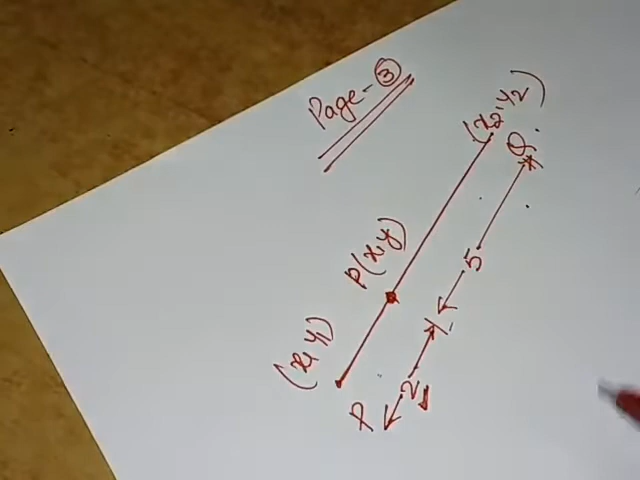 Page-③
(x₂,y₂)
Q
P(x,y)
5
(x₁,y₁)
2
P